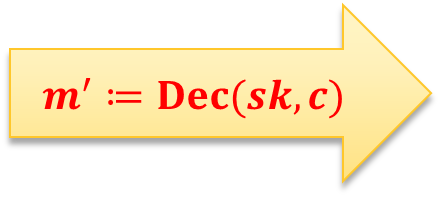 m′ ≔ Dec(sk, c)